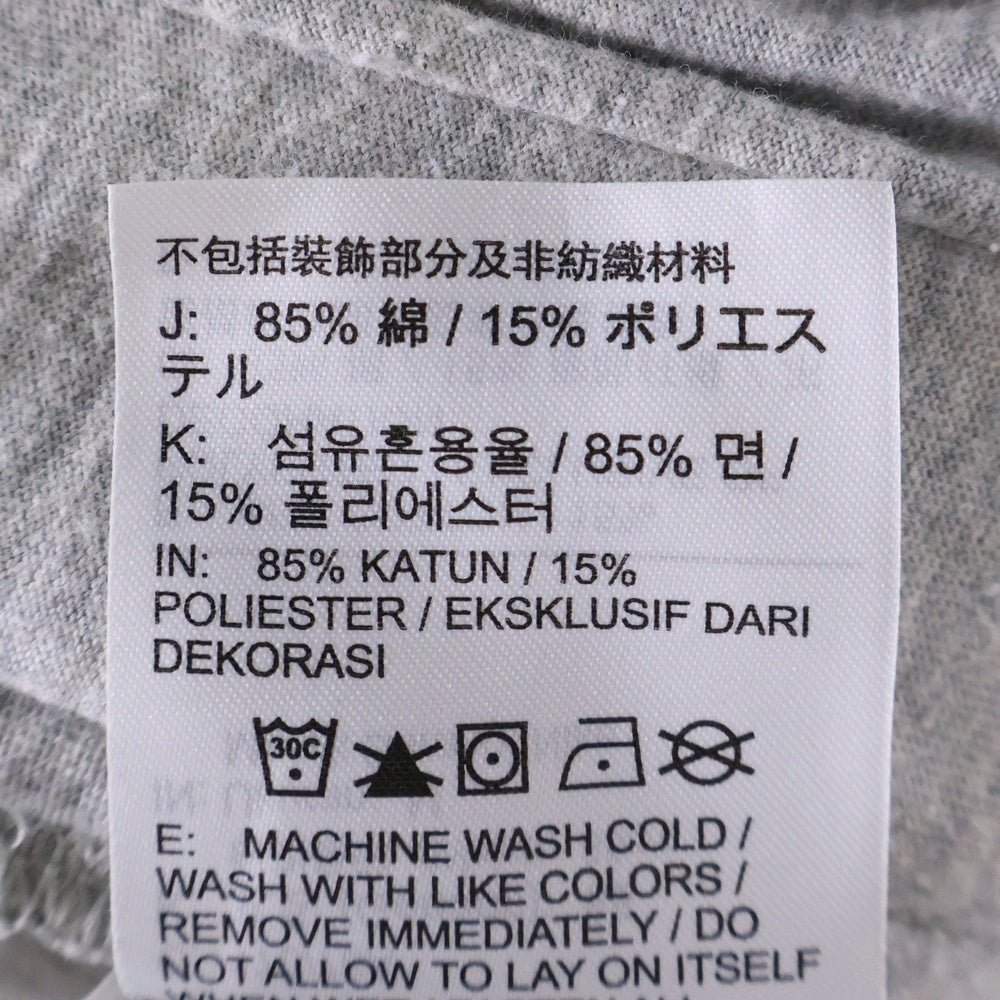 不包括裝飾部分及非紡織材料
J: 85% 綿 / 15% ポリエス
テル
K: 섬유혼용율 / 85% 면 /
15% 폴리에스터
IN: 85% KATUN / 15%
POLIESTER / EKSKLUSIF DARI
DEKORASI
30C
E: MACHINE WASH COLD /
WASH WITH LIKE COLORS /
REMOVE IMMEDIATELY / DO
NOT ALLOW TO LAY ON ITSELF